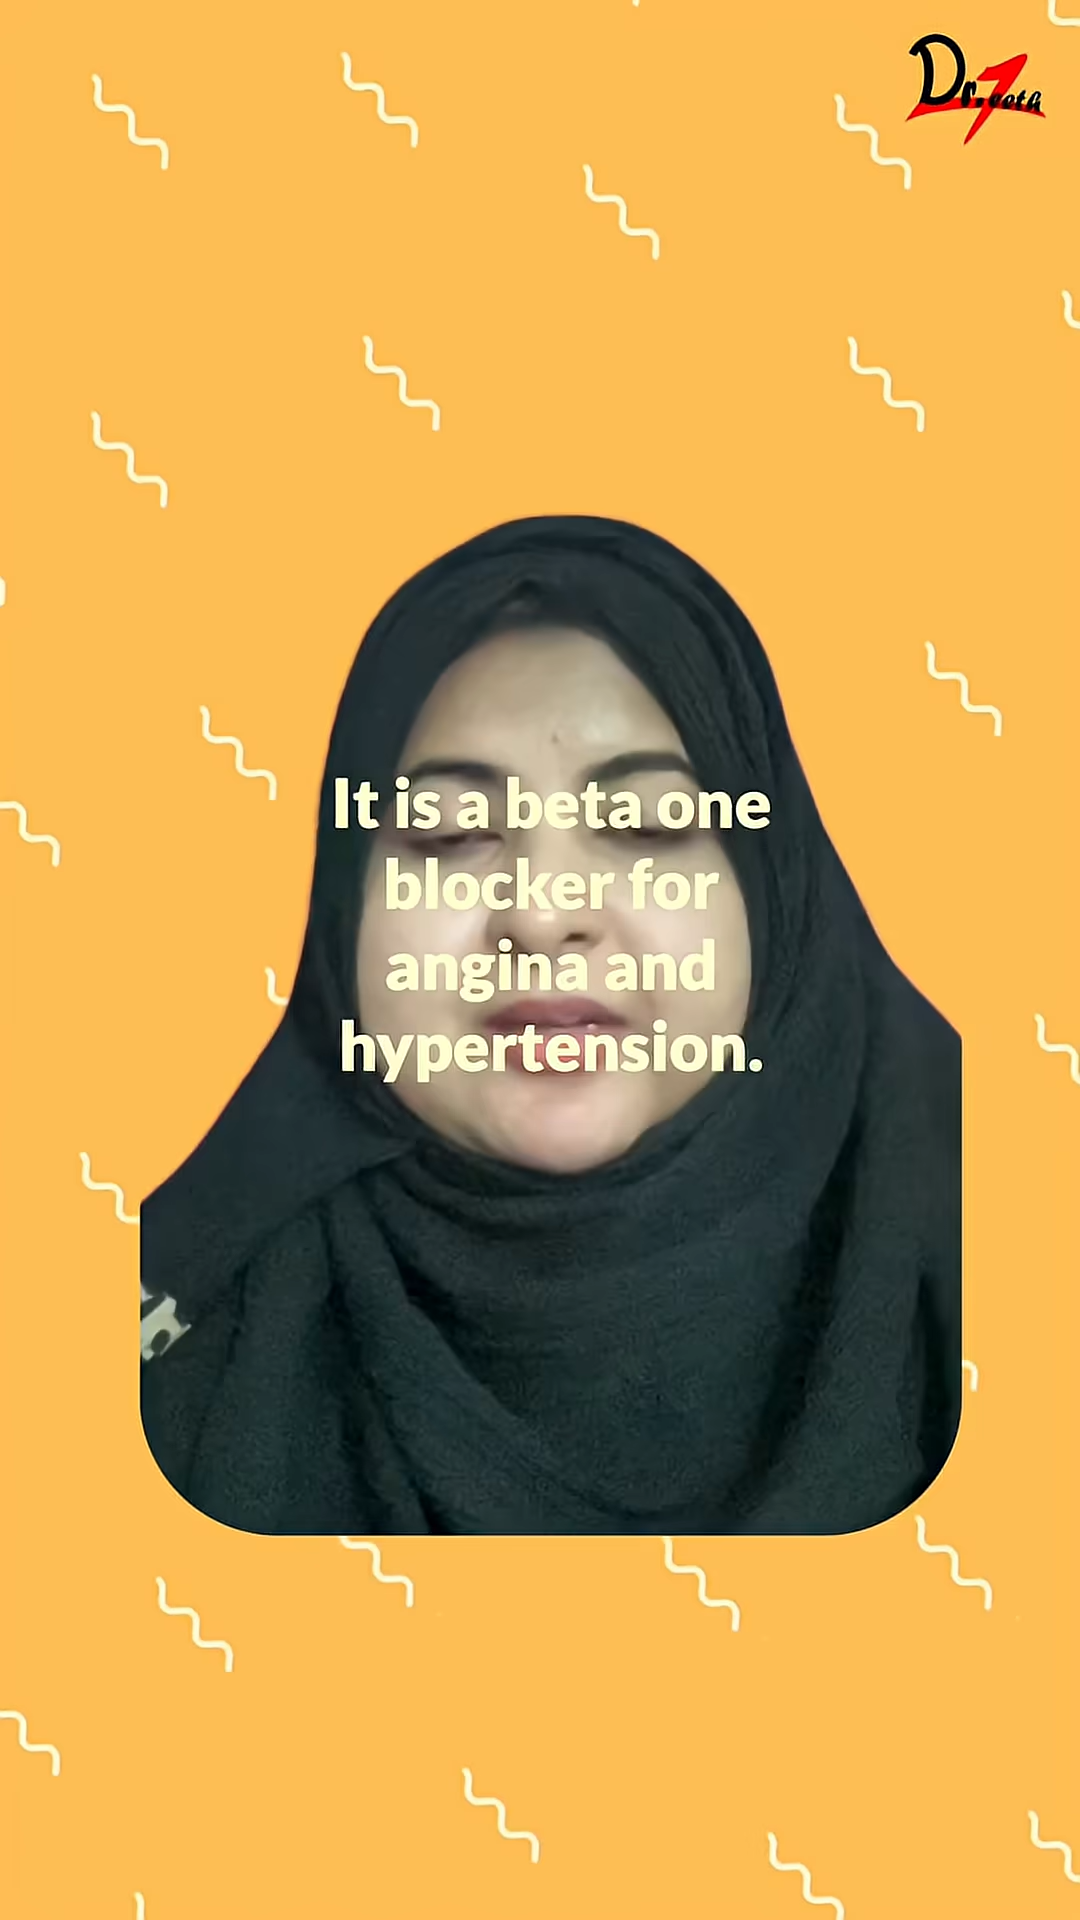 It is a beta one
blocker for
angina and
hypertension.